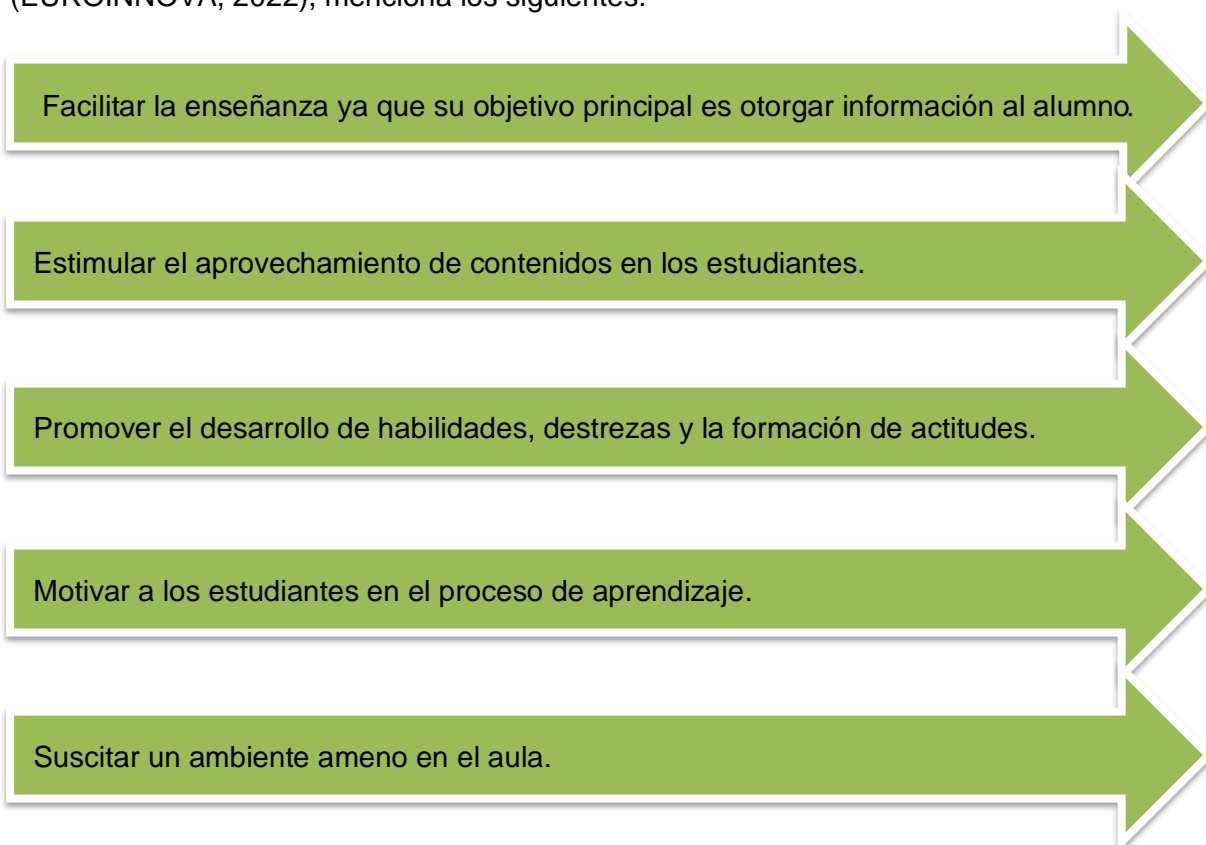 (EUROINNOVA, 2022), menciona los siguientes:
Facilitar la enseñanza ya que su objetivo principal es otorgar información al alumno.
Estimular el aprovechamiento de contenidos en los estudiantes.
Promover el desarrollo de habilidades, destrezas y la formación de actitudes.
Motivar a los estudiantes en el proceso de aprendizaje.
Suscitar un ambiente ameno en el aula.